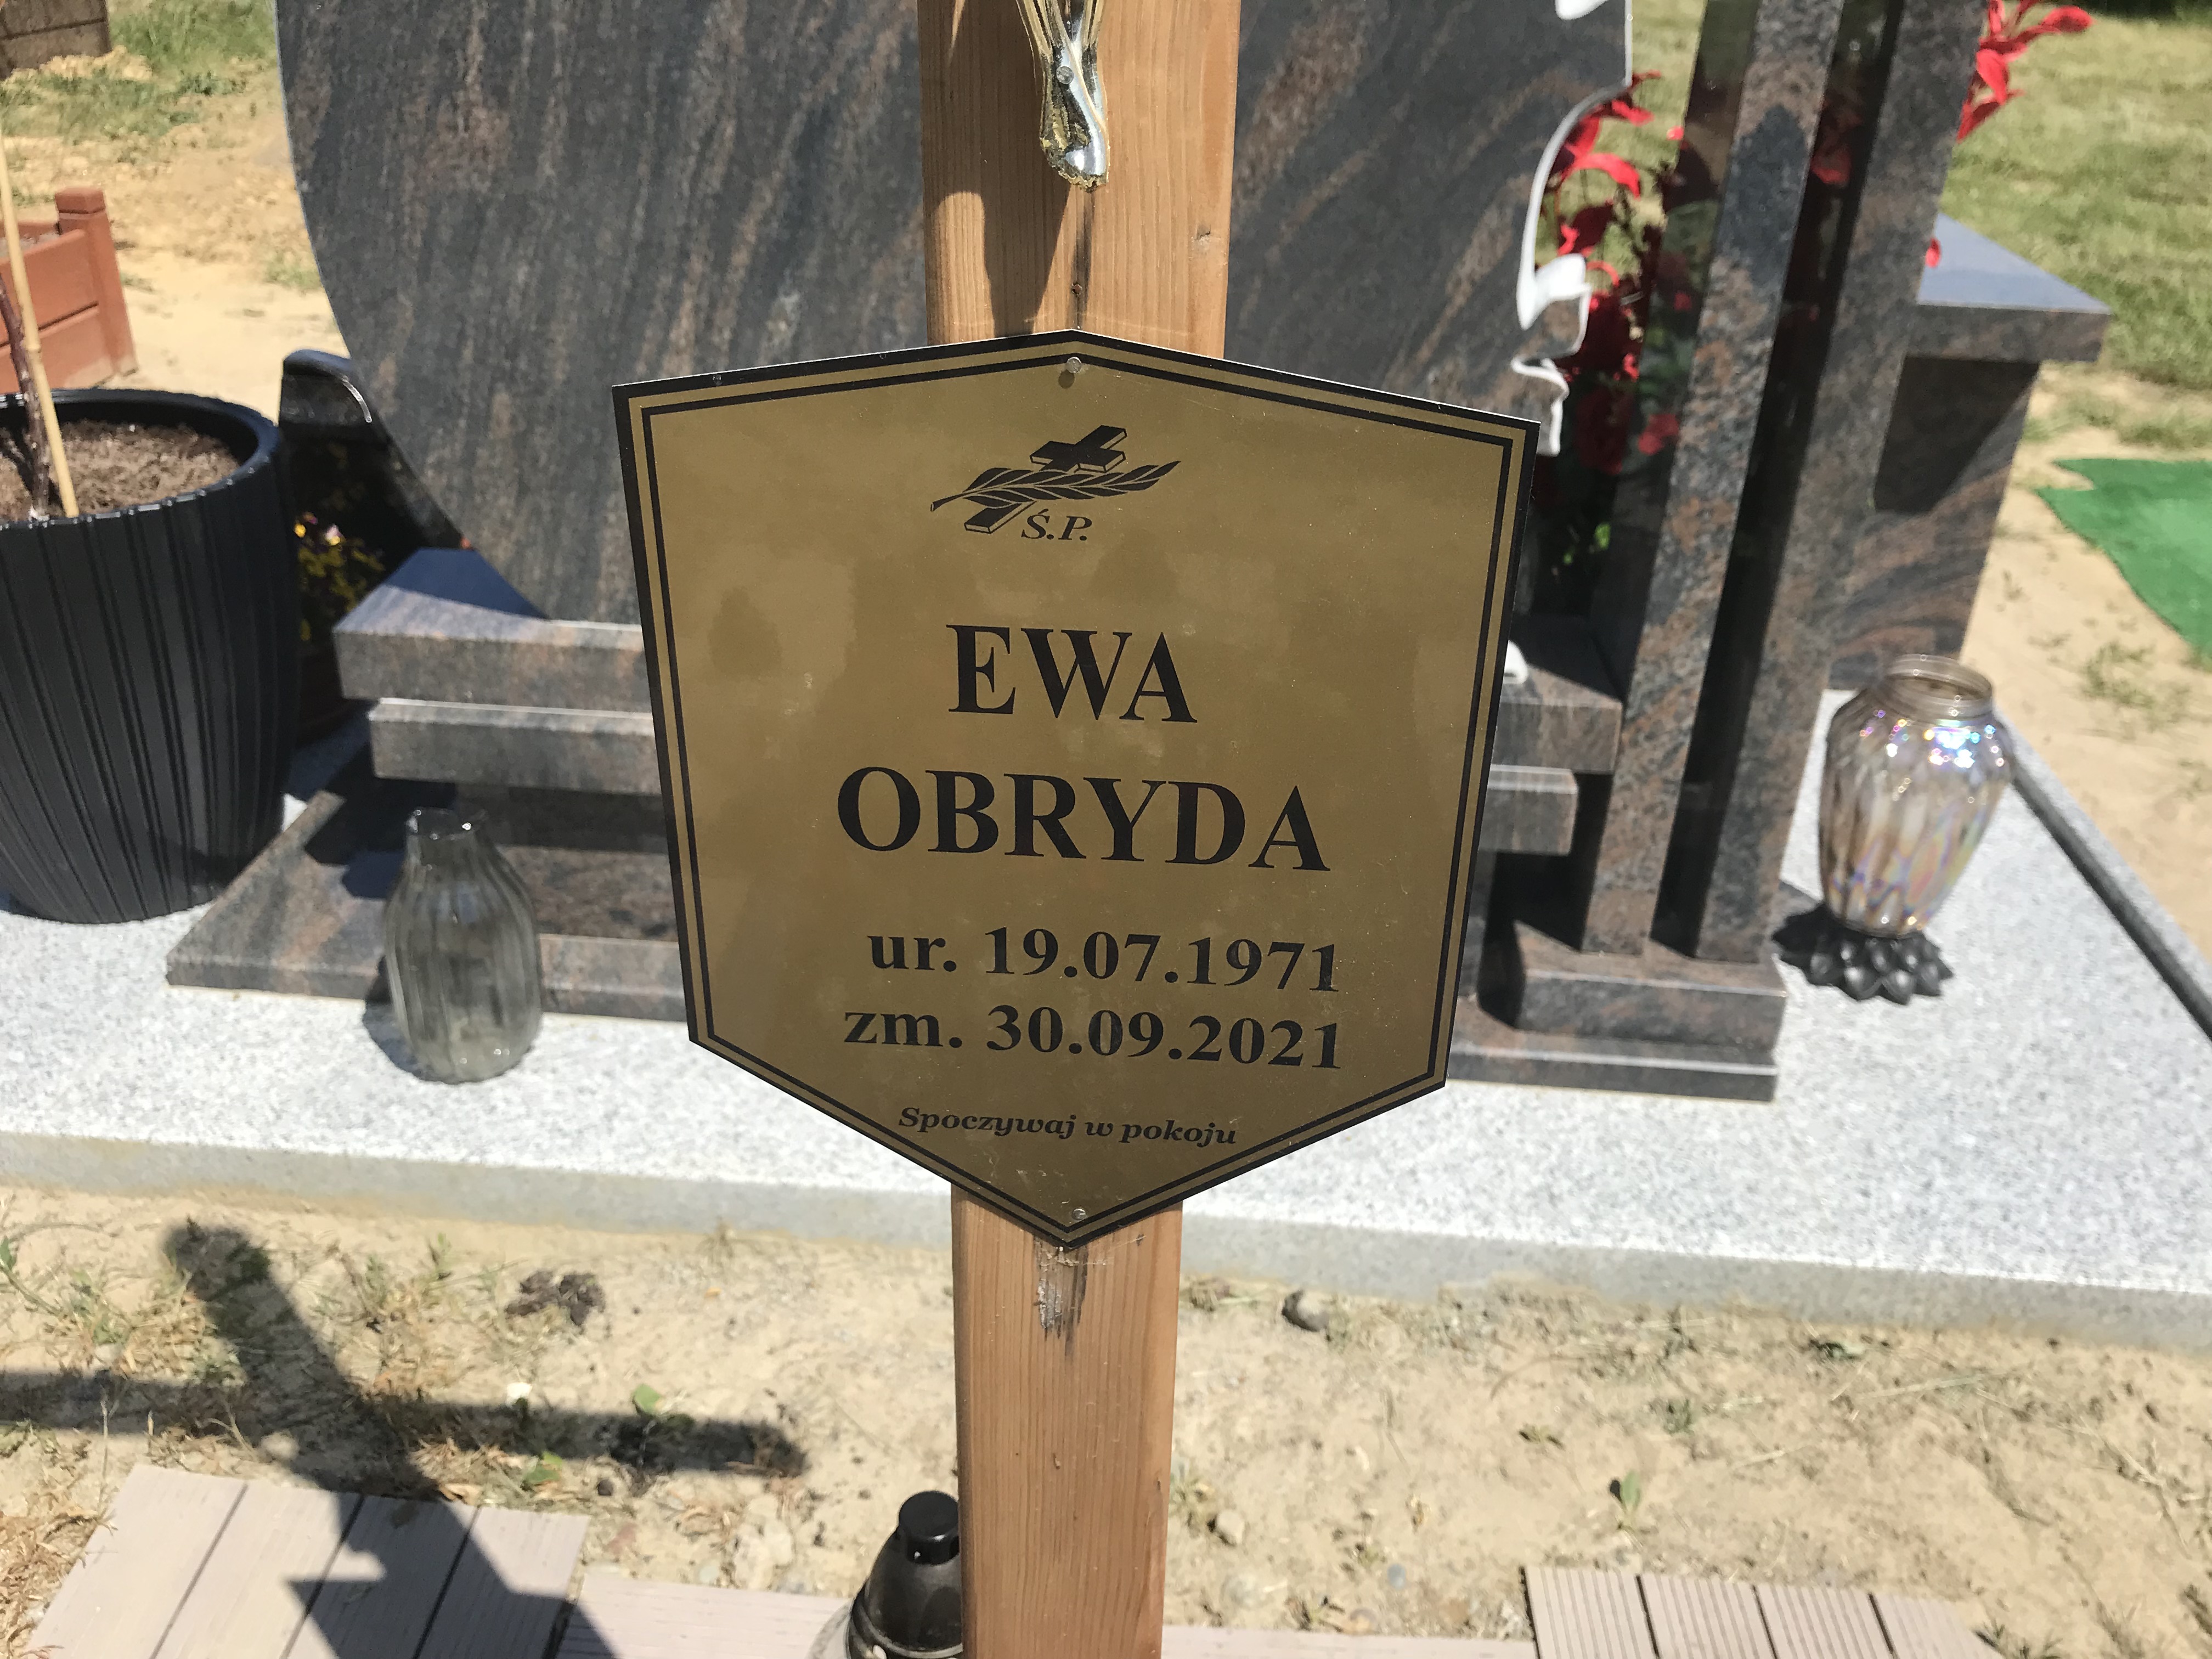 Ś.P.
EWA
OBRYDA
ur. 19.07.1971
zm. 30.09.2021
Spoczywaj w pokoju